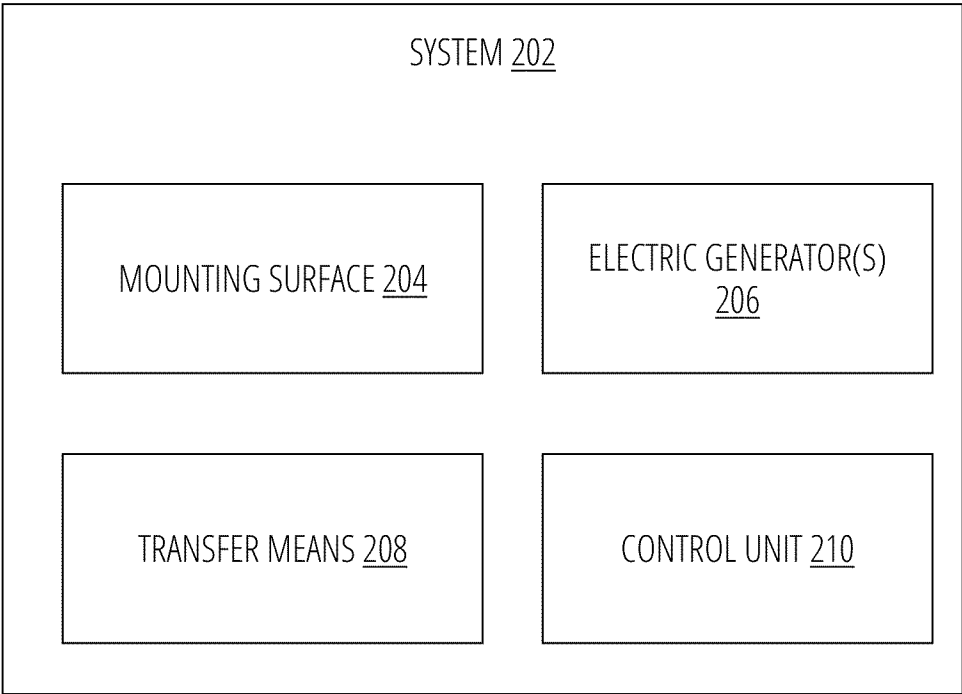 SYSTEM 202
MOUNTING SURFACE 204
ELECTRIC GENERATOR(S)
206
TRANSFER MEANS 208
CONTROL UNIT 210